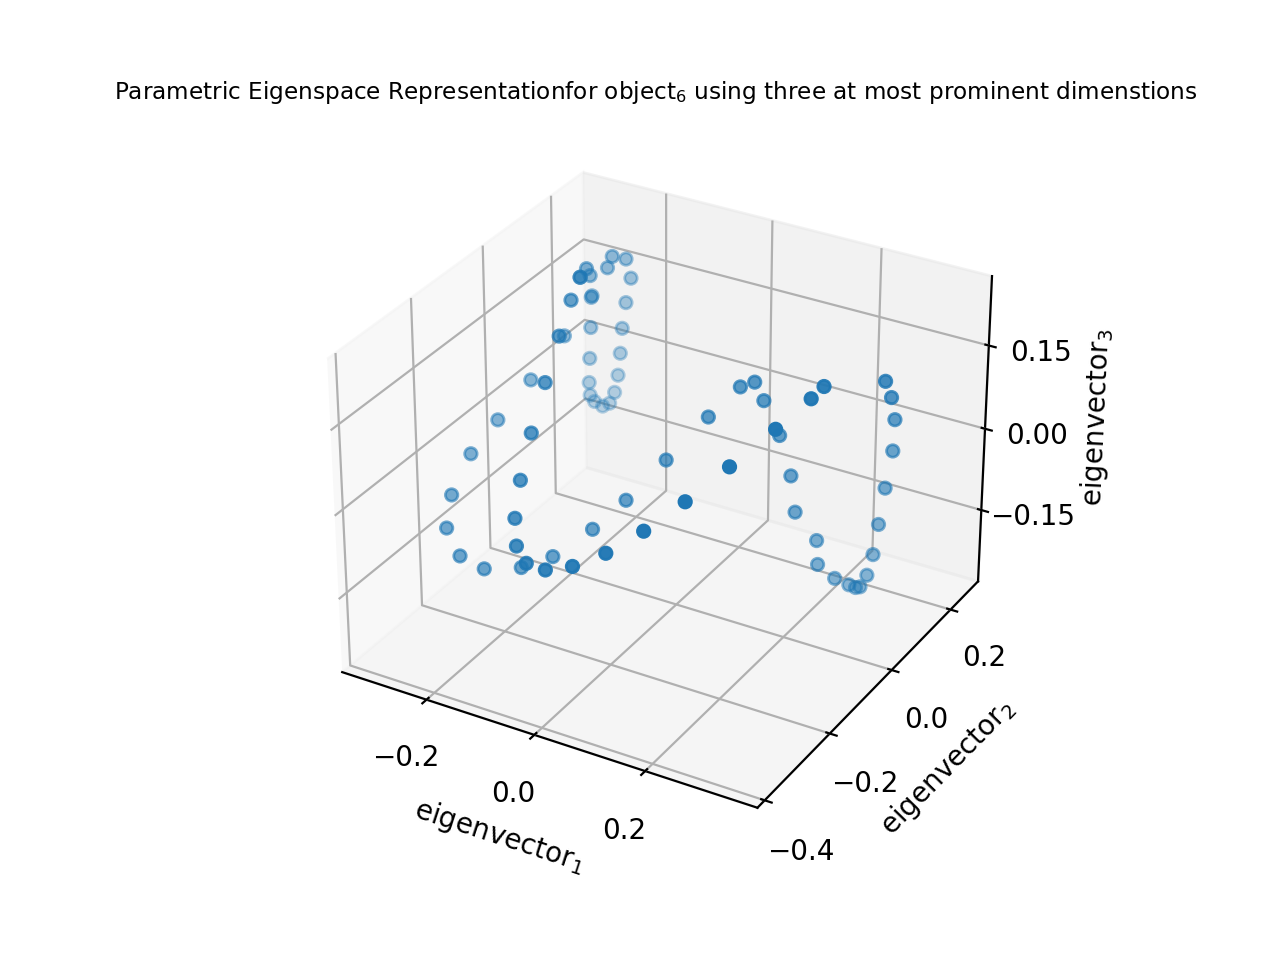 Parametric Eigenspace Representationfor object₆ using three at most prominent dimenstions
0.15
0.00
−0.15
eigenvector₃
0.2
0.0
−0.2
−0.4
eigenvector₂
−0.2
0.0
0.2
eigenvector₁